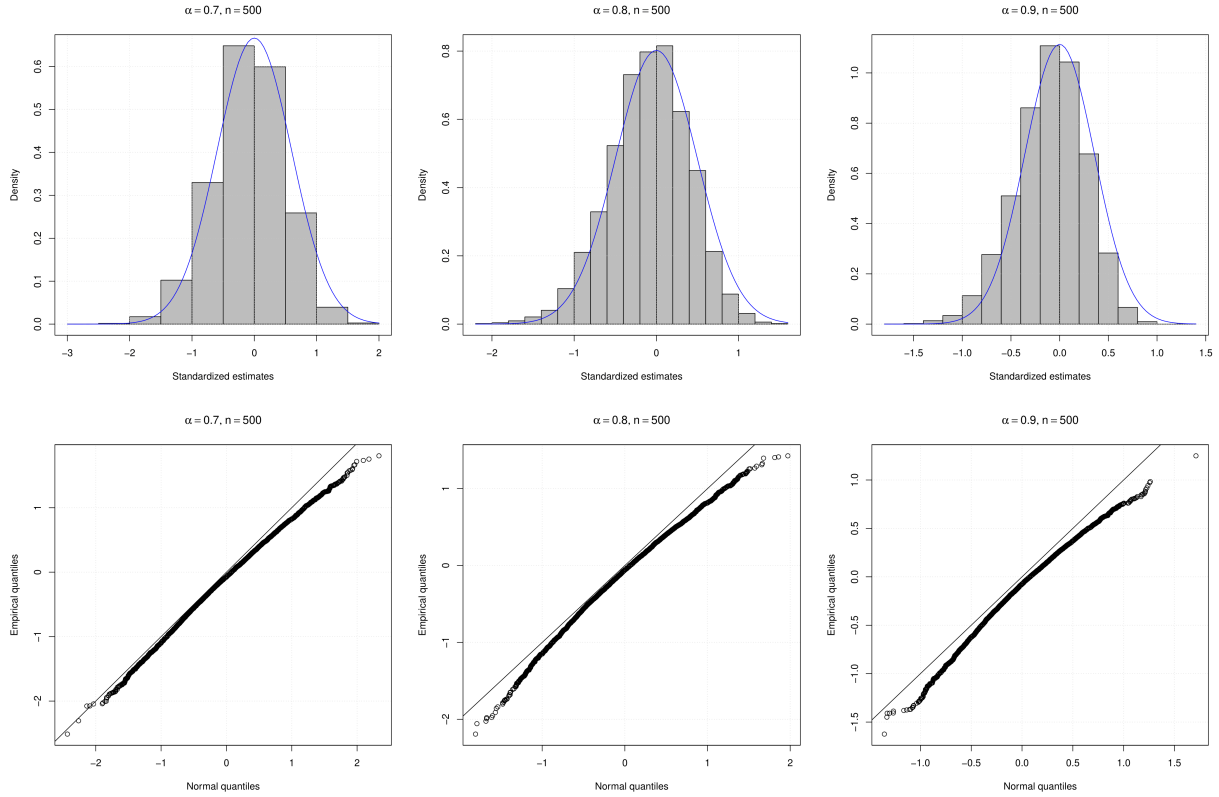 α = 0.7, n = 500
α = 0.8, n = 500
α = 0.9, n = 500
Density
0.0 0.1 0.2 0.3 0.4 0.5 0.6
−3 −2 −1 0 1 2
Standardized estimates
Density
0.0 0.2 0.4 0.6 0.8
−2 −1 0 1
Standardized estimates
Density
0.0 0.2 0.4 0.6 0.8 1.0
−1.5 −1.0 −0.5 0.0 0.5 1.0 1.5
Standardized estimates
α = 0.7, n = 500
α = 0.8, n = 500
α = 0.9, n = 500
Empirical quantiles
−2 −1 0 1
−2 −1 0 1 2
Normal quantiles
Empirical quantiles
−2 −1 0 1
−1 0 1 2
Normal quantiles
Empirical quantiles
−1.5 −1.0 −0.5 0.0 0.5 1.0
−1.0 −0.5 0.0 0.5 1.0 1.5
Normal quantiles